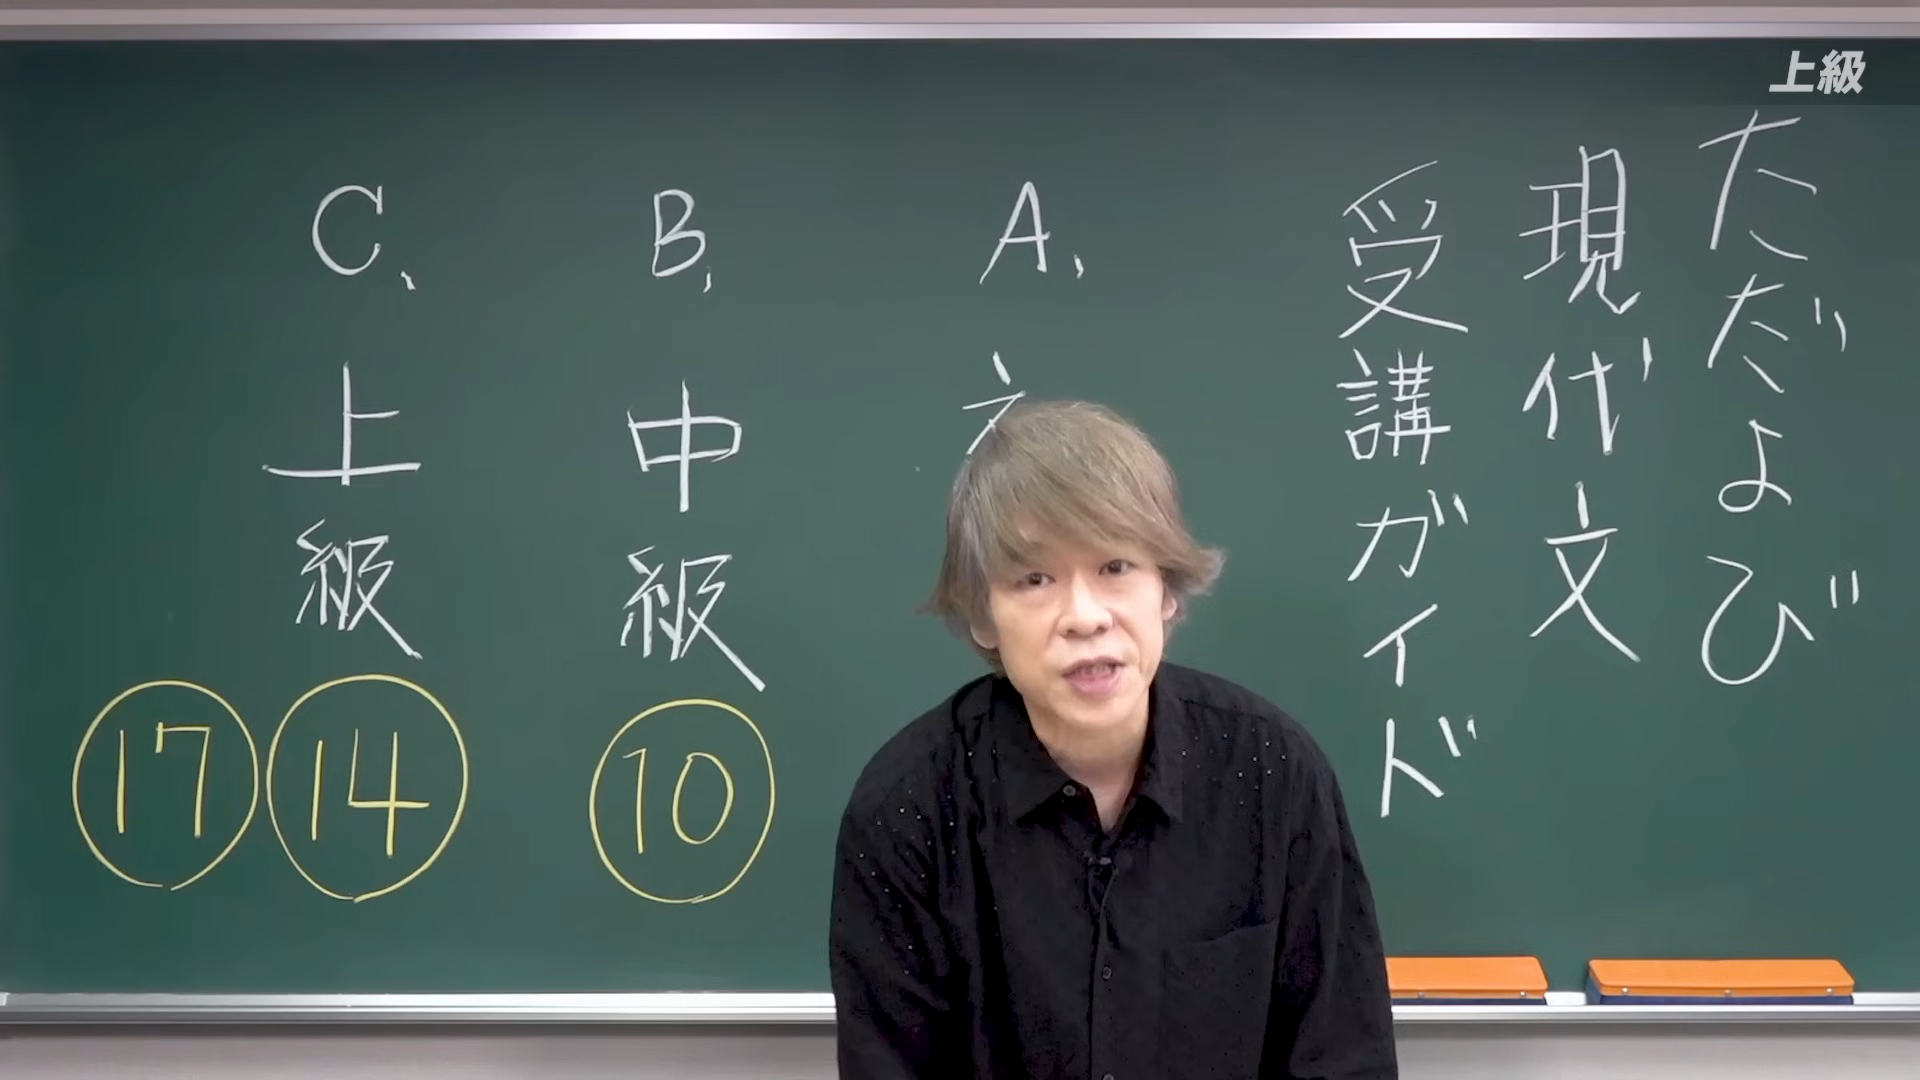 上級
ただよび
現代文
受講ガイド
A、
B、中級
⑩
C、上級
⑭
⑰